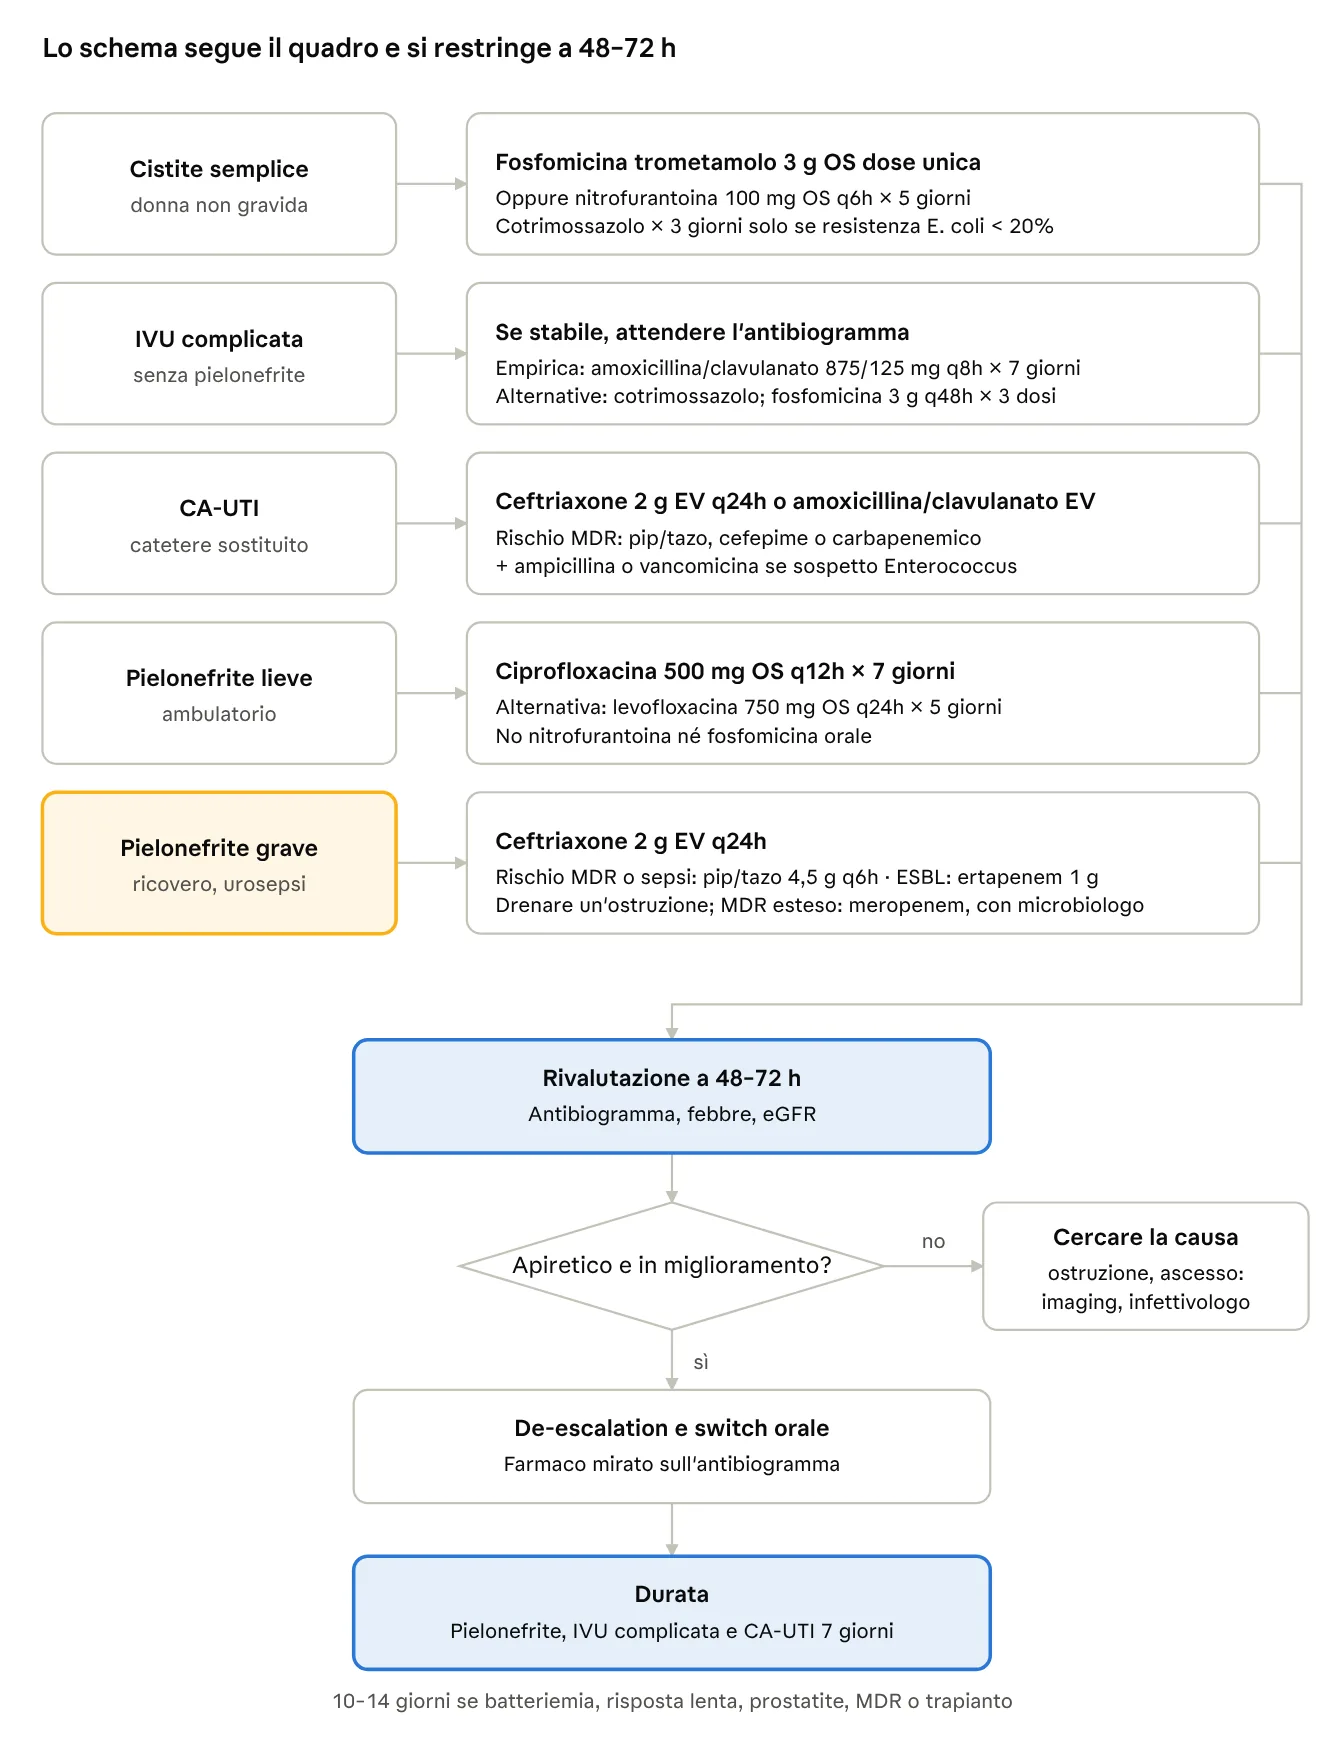 Lo schema segue il quadro e si restringe a 48–72 h
Cistite semplice
donna non gravida
Fosfomicina trometamolo 3 g OS dose unica
Oppure nitrofurantoina 100 mg OS q6h × 5 giorni
Cotrimossazolo × 3 giorni solo se resistenza E. coli < 20%
IVU complicata
senza pielonefrite
Se stabile, attendere l'antibiogramma
Empirica: amoxicillina/clavulanato 875/125 mg q8h × 7 giorni
Alternative: cotrimossazolo; fosfomicina 3 g q48h × 3 dosi
CA-UTI
catetere sostituito
Ceftriaxone 2 g EV q24h o amoxicillina/clavulanato EV
Rischio MDR: pip/tazo, cefepime o carbapenemico
+ ampicillina o vancomicina se sospetto Enterococcus
Pielonefrite lieve
ambulatorio
Ciprofloxacina 500 mg OS q12h × 7 giorni
Alternativa: levofloxacina 750 mg OS q24h × 5 giorni
No nitrofurantoina né fosfomicina orale
Pielonefrite grave
ricovero, urosepsi
Ceftriaxone 2 g EV q24h
Rischio MDR o sepsi: pip/tazo 4,5 g q6h · ESBL: ertapenem 1 g
Drenare un'ostruzione; MDR esteso: meropenem, con microbiologo
Rivalutazione a 48–72 h
Antibiogramma, febbre, eGFR
Apiretico e in miglioramento?
no
Cercare la causa
ostruzione, ascesso:
imaging, infettivologo
sì
De-escalation e switch orale
Farmaco mirato sull'antibiogramma
Durata
Pielonefrite, IVU complicata e CA-UTI 7 giorni
10–14 giorni se batteriemia, risposta lenta, prostatite, MDR o trapianto